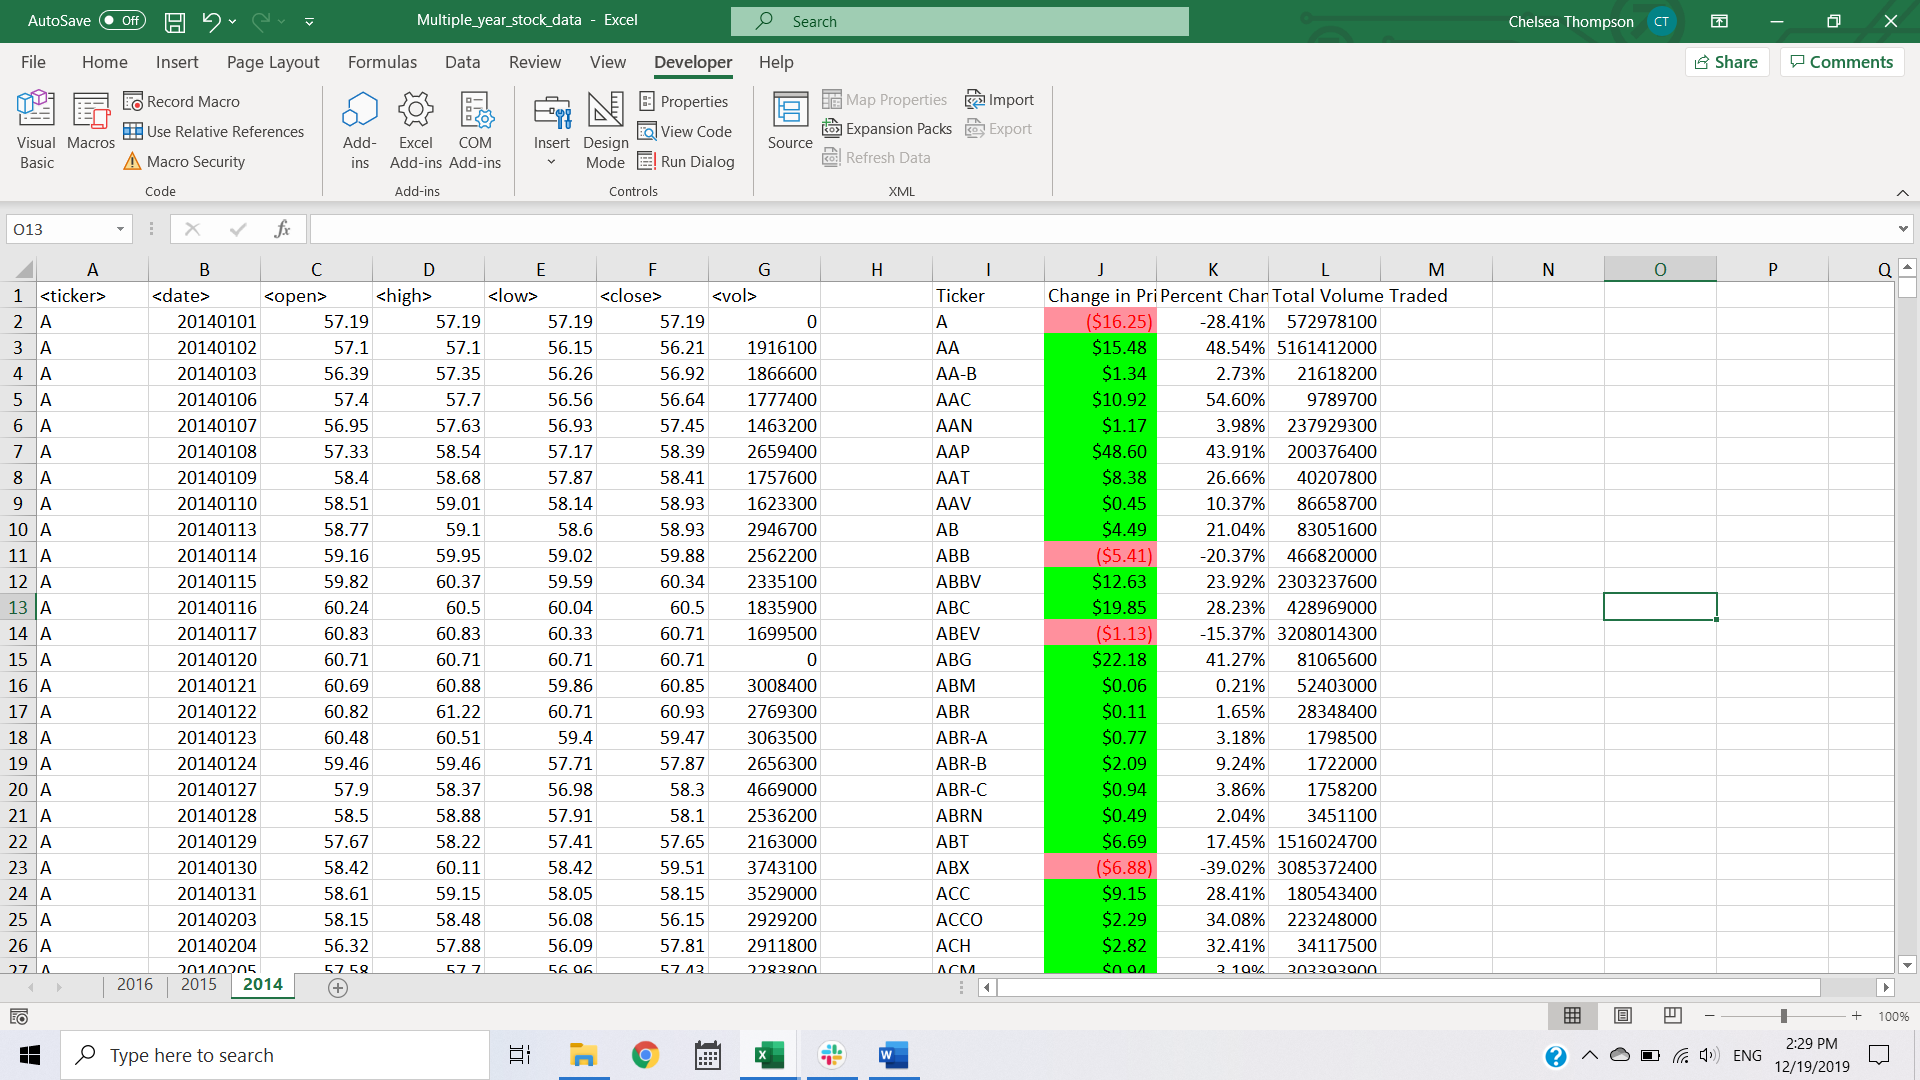 AutoSave Off Multiple_year_stock_data - Excel Search Chelsea Thompson CT
File Home Insert Page Layout Formulas Data Review View Developer Help Share Comments
Visual Basic
Macros
Record Macro
Use Relative References
Macro Security
Code
Add-ins
Excel Add-ins
COM Add-ins
Add-ins
Insert
Design Mode
Properties
View Code
Run Dialog
Controls
Source
Map Properties
Expansion Packs
Refresh Data
Import
Export
XML
O13 fx
A B C D E F G H I J K L M N O P Q
1 <ticker> <date> <open> <high> <low> <close> <vol> Ticker Change in Pri Percent Char Total Volume Traded
2 A 20140101 57.19 57.19 57.19 57.19 0 A ($16.25) -28.41% 572978100
3 A 20140102 57.1 57.1 56.15 56.21 1916100 AA $15.48 48.54% 5161412000
4 A 20140103 56.39 57.35 56.26 56.92 1866600 AA-B $1.34 2.73% 21618200
5 A 20140106 57.4 57.7 56.56 56.64 1777400 AAC $10.92 54.60% 9789700
6 A 20140107 56.95 57.63 56.93 57.45 1463200 AAN $1.17 3.98% 237929300
7 A 20140108 57.33 58.54 57.17 58.39 2659400 AAP $48.60 43.91% 200376400
8 A 20140109 58.4 58.68 57.87 58.41 1757600 AAT $8.38 26.66% 40207800
9 A 20140110 58.51 59.01 58.14 58.93 1623300 AAV $0.45 10.37% 86658700
10 A 20140113 58.77 59.1 58.6 58.93 2946700 AB $4.49 21.04% 83051600
11 A 20140114 59.16 59.95 59.02 59.88 2562200 ABB ($5.41) -20.37% 466820000
12 A 20140115 59.82 60.37 59.59 60.34 2335100 ABBV $12.63 23.92% 2303237600
13 A 20140116 60.24 60.5 60.04 60.5 1835900 ABC $19.85 28.23% 428969000
14 A 20140117 60.83 60.83 60.33 60.71 1699500 ABEV ($1.13) -15.37% 3208014300
15 A 20140120 60.71 60.71 60.71 60.71 0 ABG $22.18 41.27% 81065600
16 A 20140121 60.69 60.88 59.86 60.85 3008400 ABM $0.06 0.21% 52403000
17 A 20140122 60.82 61.22 60.71 60.93 2769300 ABR $0.11 1.65% 28348400
18 A 20140123 60.48 60.51 59.4 59.47 3063500 ABR-A $0.77 3.18% 1798500
19 A 20140124 59.46 59.46 57.71 57.87 2656300 ABR-B $2.09 9.24% 1722000
20 A 20140127 57.9 58.37 56.98 58.3 4669000 ABR-C $0.94 3.86% 1758200
21 A 20140128 58.5 58.88 57.91 58.1 2536200 ABRN $0.49 2.04% 3451100
22 A 20140129 57.67 58.22 57.41 57.65 2163000 ABT $6.69 17.45% 1516024700
23 A 20140130 58.42 60.11 58.42 59.51 3743100 ABX ($6.88) -39.02% 3085372400
24 A 20140131 58.61 59.15 58.05 58.15 3529000 ACC $9.15 28.41% 180543400
25 A 20140203 58.15 58.48 56.08 56.15 2929200 ACCO $2.29 34.08% 223248000
26 A 20140204 56.32 57.88 56.09 57.81 2911800 ACH $2.82 32.41% 34117500
27 A 20140205 57.58 57.7 56.96 57.43 2283800 ACM $0.94 3.19% 303393900
2016 2015 2014
100%
Type here to search ENG 2:29 PM
12/19/2019